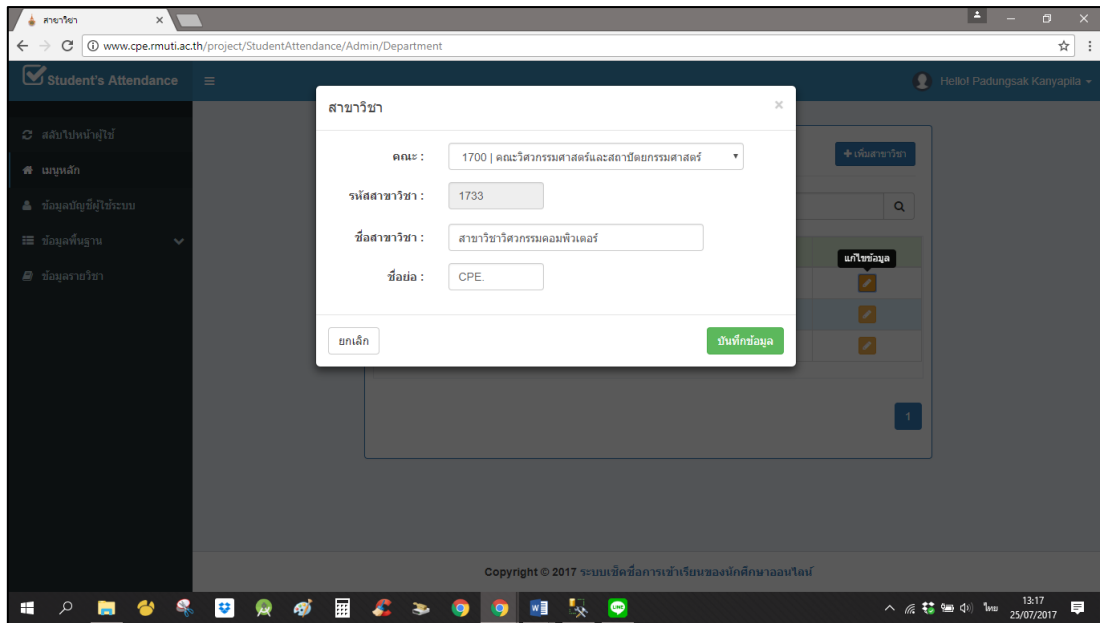 สาขาวิชา
www.cpe.rmuti.ac.th/project/StudentAttendance/Admin/Department
Student's Attendance
Hello! Padungsak Kanyapila
สลับไปหน้าผู้ใช้
เมนูหลัก
ข้อมูลบัญชีผู้ใช้ระบบ
ข้อมูลพื้นฐาน
ข้อมูลรายวิชา
สาขาวิชา
×
คณะ :
1700 | คณะวิศวกรรมศาสตร์และสถาปัตยกรรมศาสตร์
รหัสสาขาวิชา :
1733
ชื่อสาขาวิชา :
สาขาวิชาวิศวกรรมคอมพิวเตอร์
ชื่อย่อ :
CPE.
ยกเลิก
บันทึกข้อมูล
+ เพิ่มสาขาวิชา
แก้ไขข้อมูล
1
Copyright © 2017 ระบบเช็คชื่อการเข้าเรียนของนักศึกษาออนไลน์
LINE
ไทย
13:17
25/07/2017